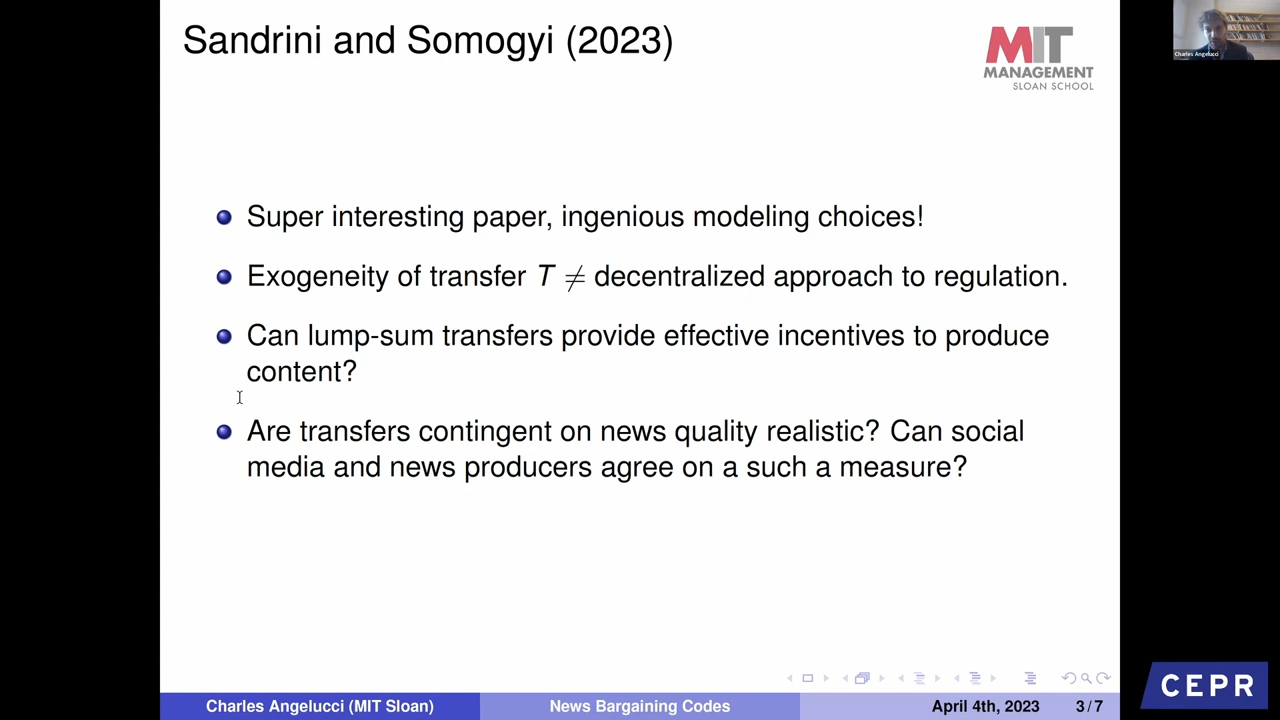 Sandrini and Somogyi (2023)
MIT
MANAGEMENT
SLOAN SCHOOL
Charles Angelucci
Super interesting paper, ingenious modeling choices!
Exogeneity of transfer T ≠ decentralized approach to regulation.
Can lump-sum transfers provide effective incentives to produce
content?
Are transfers contingent on news quality realistic? Can social
media and news producers agree on a such a measure?
Charles Angelucci (MIT Sloan)
News Bargaining Codes
April 4th, 2023
3/7
CEPR